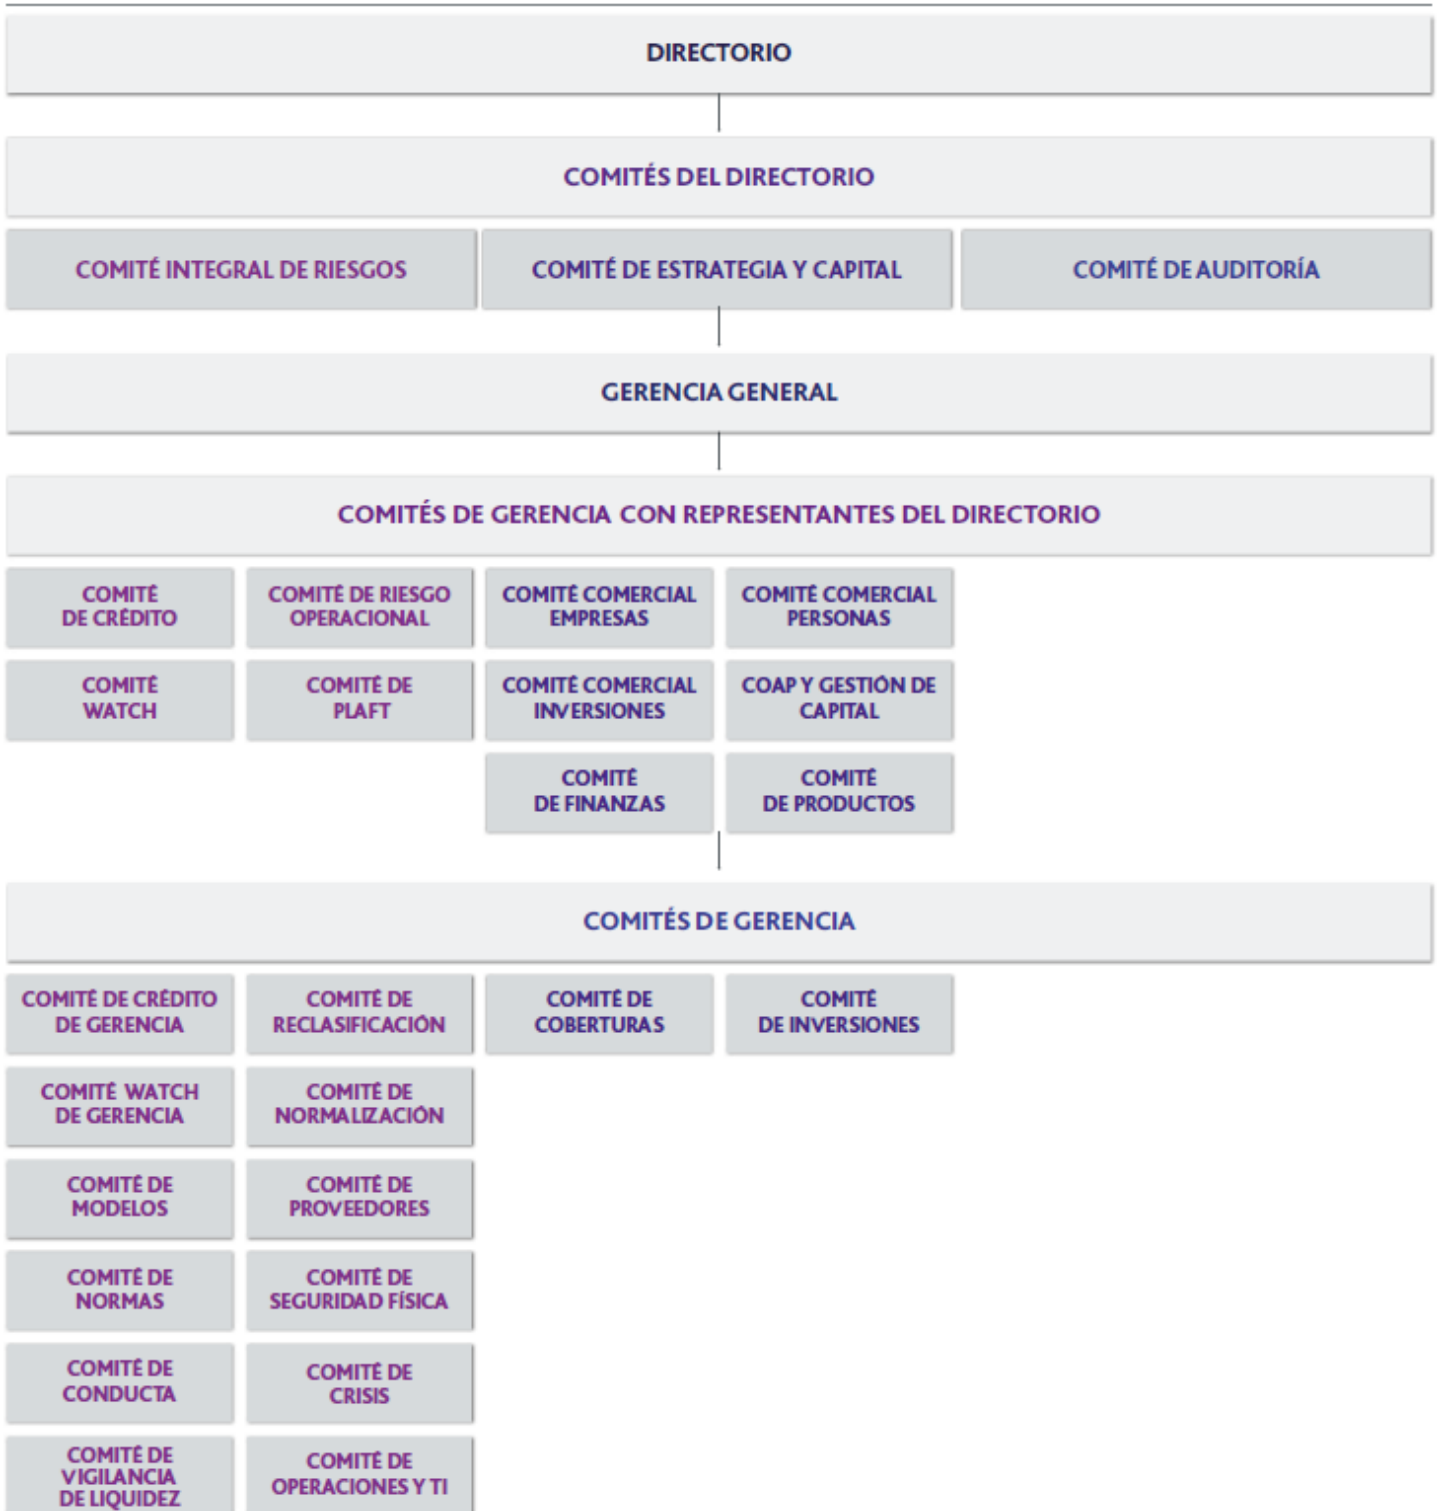 DIRECTORIO
COMITÉS DEL DIRECTORIO
COMITÉ INTEGRAL DE RIESGOS
COMITÉ DE ESTRATEGIA Y CAPITAL
COMITÉ DE AUDITORÍA
GERENCIA GENERAL
COMITÉS DE GERENCIA CON REPRESENTANTES DEL DIRECTORIO
COMITÉ
DE CRÉDITO
COMITÉ DE RIESGO
OPERACIONAL
COMITÉ COMERCIAL
EMPRESAS
COMITÉ COMERCIAL
PERSONAS
COMITÉ
WATCH
COMITÉ DE
PLAFT
COMITÉ COMERCIAL
INVERSIONES
COAP Y GESTIÓN DE
CAPITAL
COMITÉ
DE FINANZAS
COMITÉ
DE PRODUCTOS
COMITÉS DE GERENCIA
COMITÉ DE CRÉDITO
DE GERENCIA
COMITÉ DE
RECLASIFICACIÓN
COMITÉ DE
COBERTURAS
COMITÉ
DE INVERSIONES
COMITÉ WATCH
DE GERENCIA
COMITÉ DE
NORMALIZACIÓN
COMITÉ DE
MODELOS
COMITÉ DE
PROVEEDORES
COMITÉ DE
NORMAS
COMITÉ DE
SEGURIDAD FÍSICA
COMITÉ DE
CONDUCTA
COMITÉ DE
CRISIS
COMITÉ DE
VIGILANCIA
DE LIQUIDEZ
COMITÉ DE
OPERACIONES Y TI